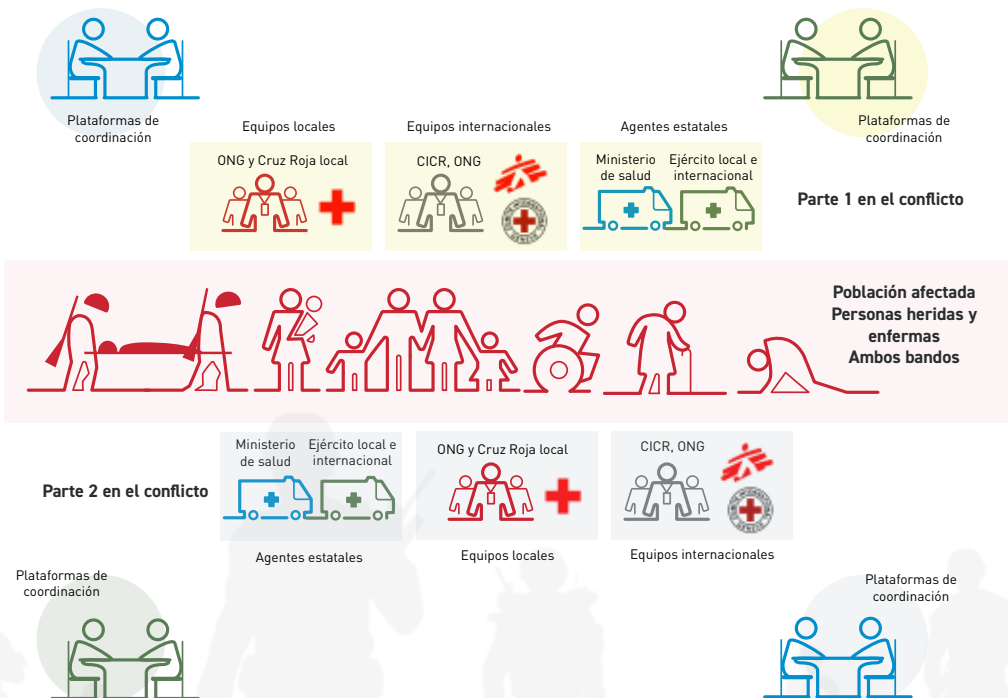 Plataformas de
coordinación
Plataformas de
coordinación
Equipos locales
Equipos internacionales
Agentes estatales
ONG y Cruz Roja local
CICR, ONG
Ministerio
de salud
Ejército local e
internacional
Parte 1 en el conflicto
Población afectada
Personas heridas y
enfermas
Ambos bandos
Parte 2 en el conflicto
Ministerio
de salud
Ejército local e
internacional
ONG y Cruz Roja local
CICR, ONG
Agentes estatales
Equipos locales
Equipos internacionales
Plataformas de
coordinación
Plataformas de
coordinación